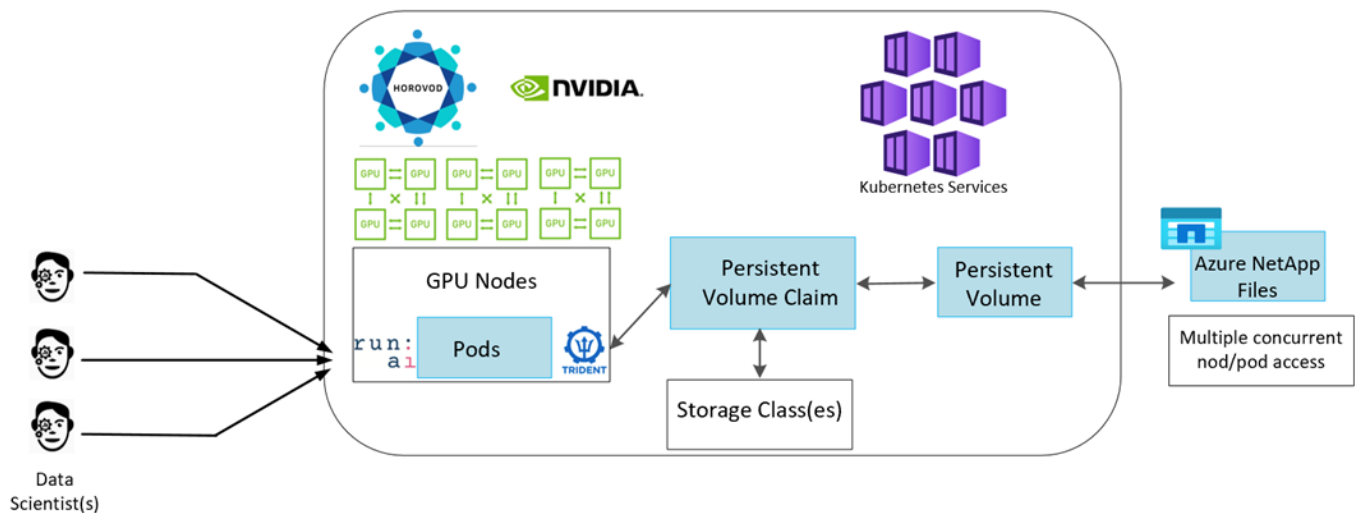 HOROVOD
NVIDIA.
GPU GPU GPU GPU GPU GPU
GPU GPU GPU GPU GPU GPU
Kubernetes Services
GPU Nodes
run:
ai
Pods
TRIDENT
Persistent
Volume Claim
Storage Class(es)
Persistent
Volume
Azure NetApp
Files
Multiple concurrent
nod/pod access
Data
Scientist(s)